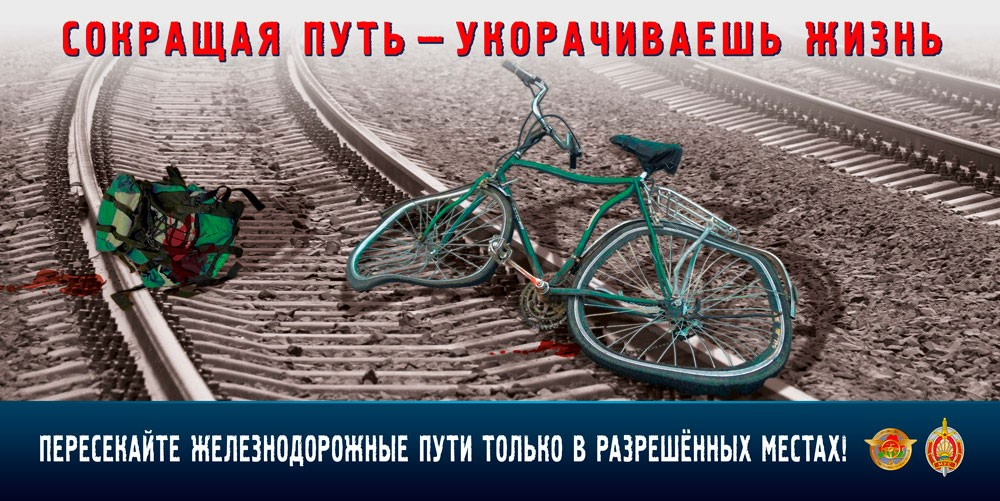 СОКРАЩАЯ ПУТЬ – УКОРАЧИВАЕШЬ ЖИЗНЬ
ПЕРЕСЕКАЙТЕ ЖЕЛЕЗНОДОРОЖНЫЕ ПУТИ ТОЛЬКО В РАЗРЕШЁННЫХ МЕСТАХ!